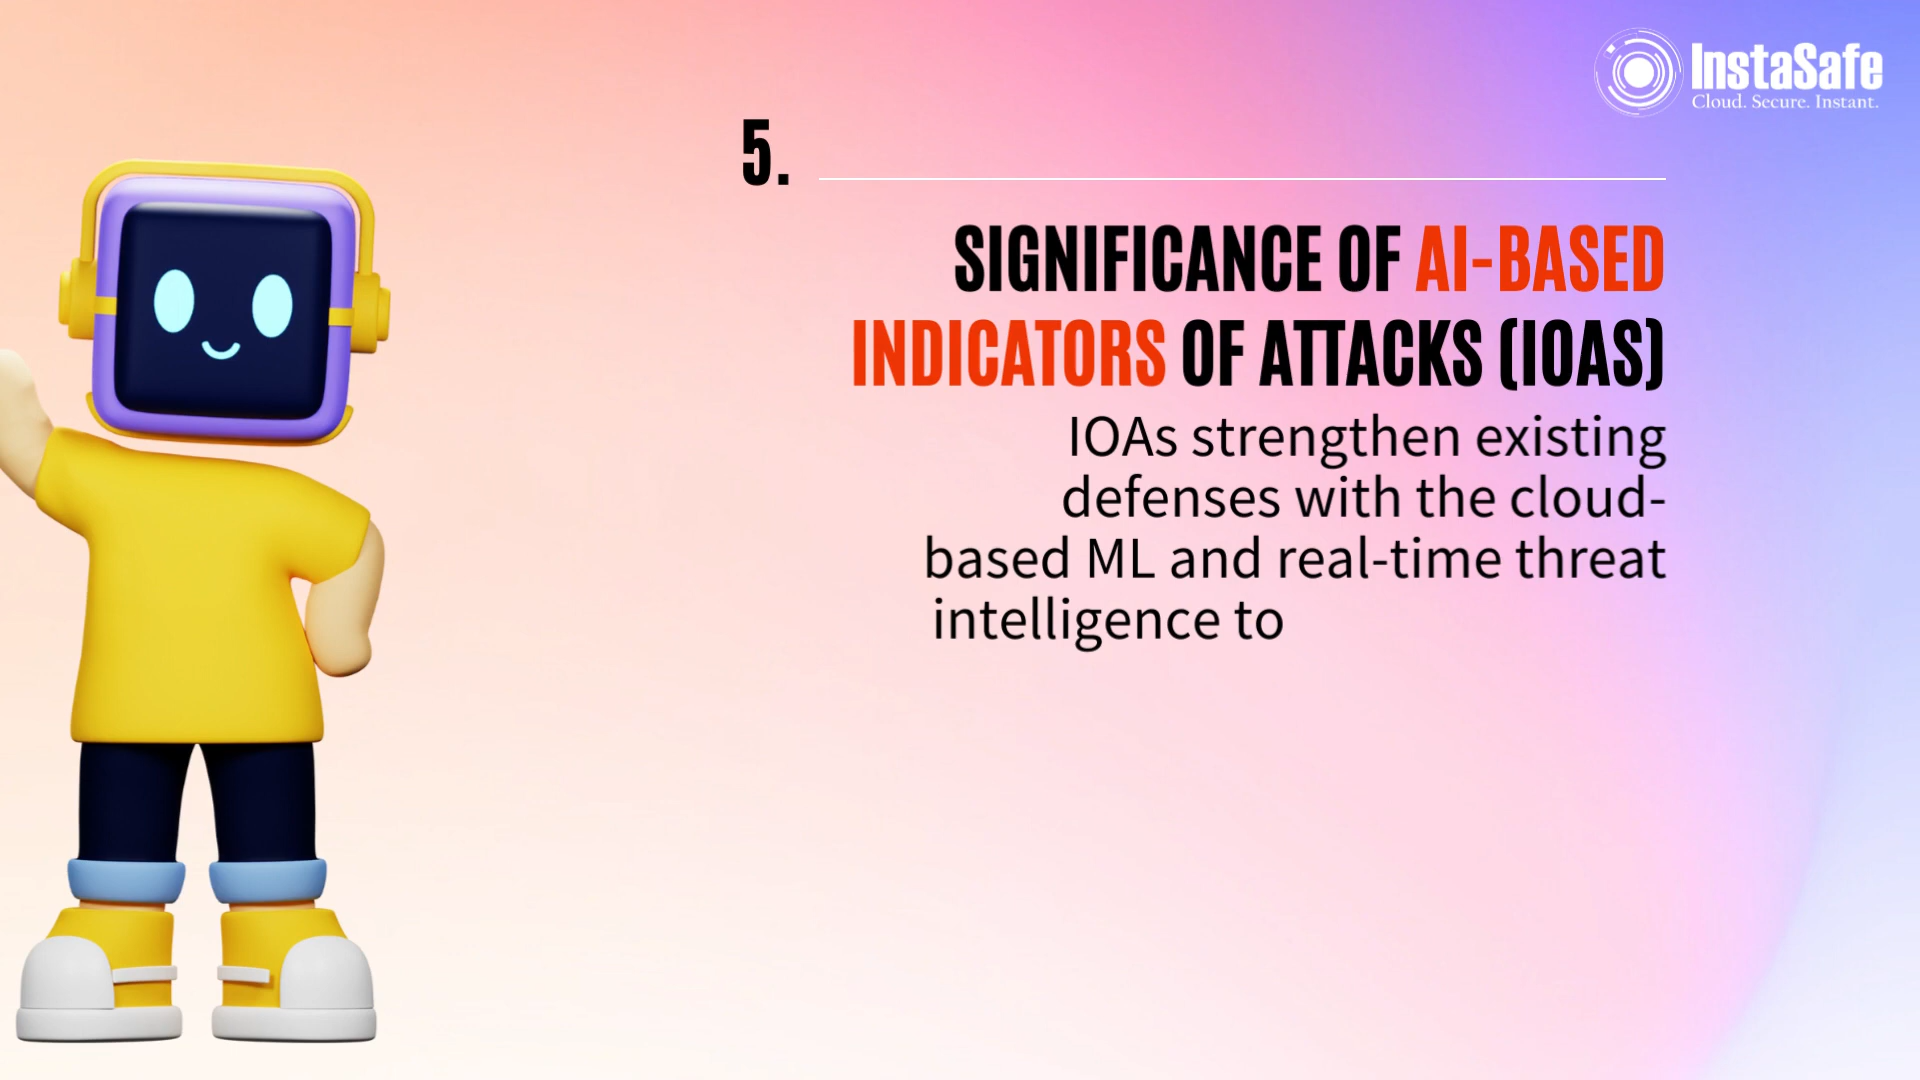 InstaSafe
Cloud. Secure. Instant.
5.
SIGNIFICANCE OF AI-BASED
INDICATORS OF ATTACKS (IOAS)
IOAs strengthen existing
defenses with the cloud-
based ML and real-time threat
intelligence to